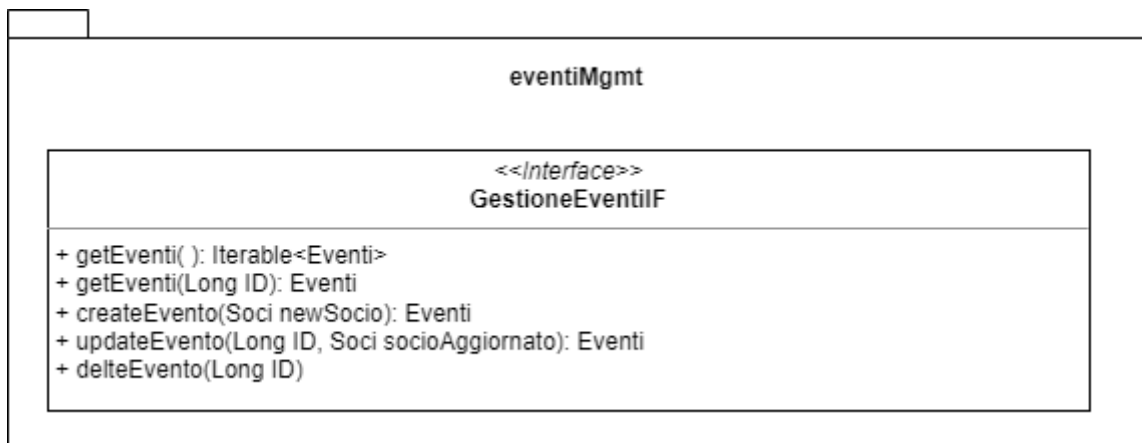 eventiMgmt
<<Interface>>
GestioneEventiIF
+ getEventi( ): Iterable<Eventi>
+ getEventi(Long ID): Eventi
+ createEvento(Soci newSocio): Eventi
+ updateEvento(Long ID, Soci socioAggiornato): Eventi
+ delteEvento(Long ID)